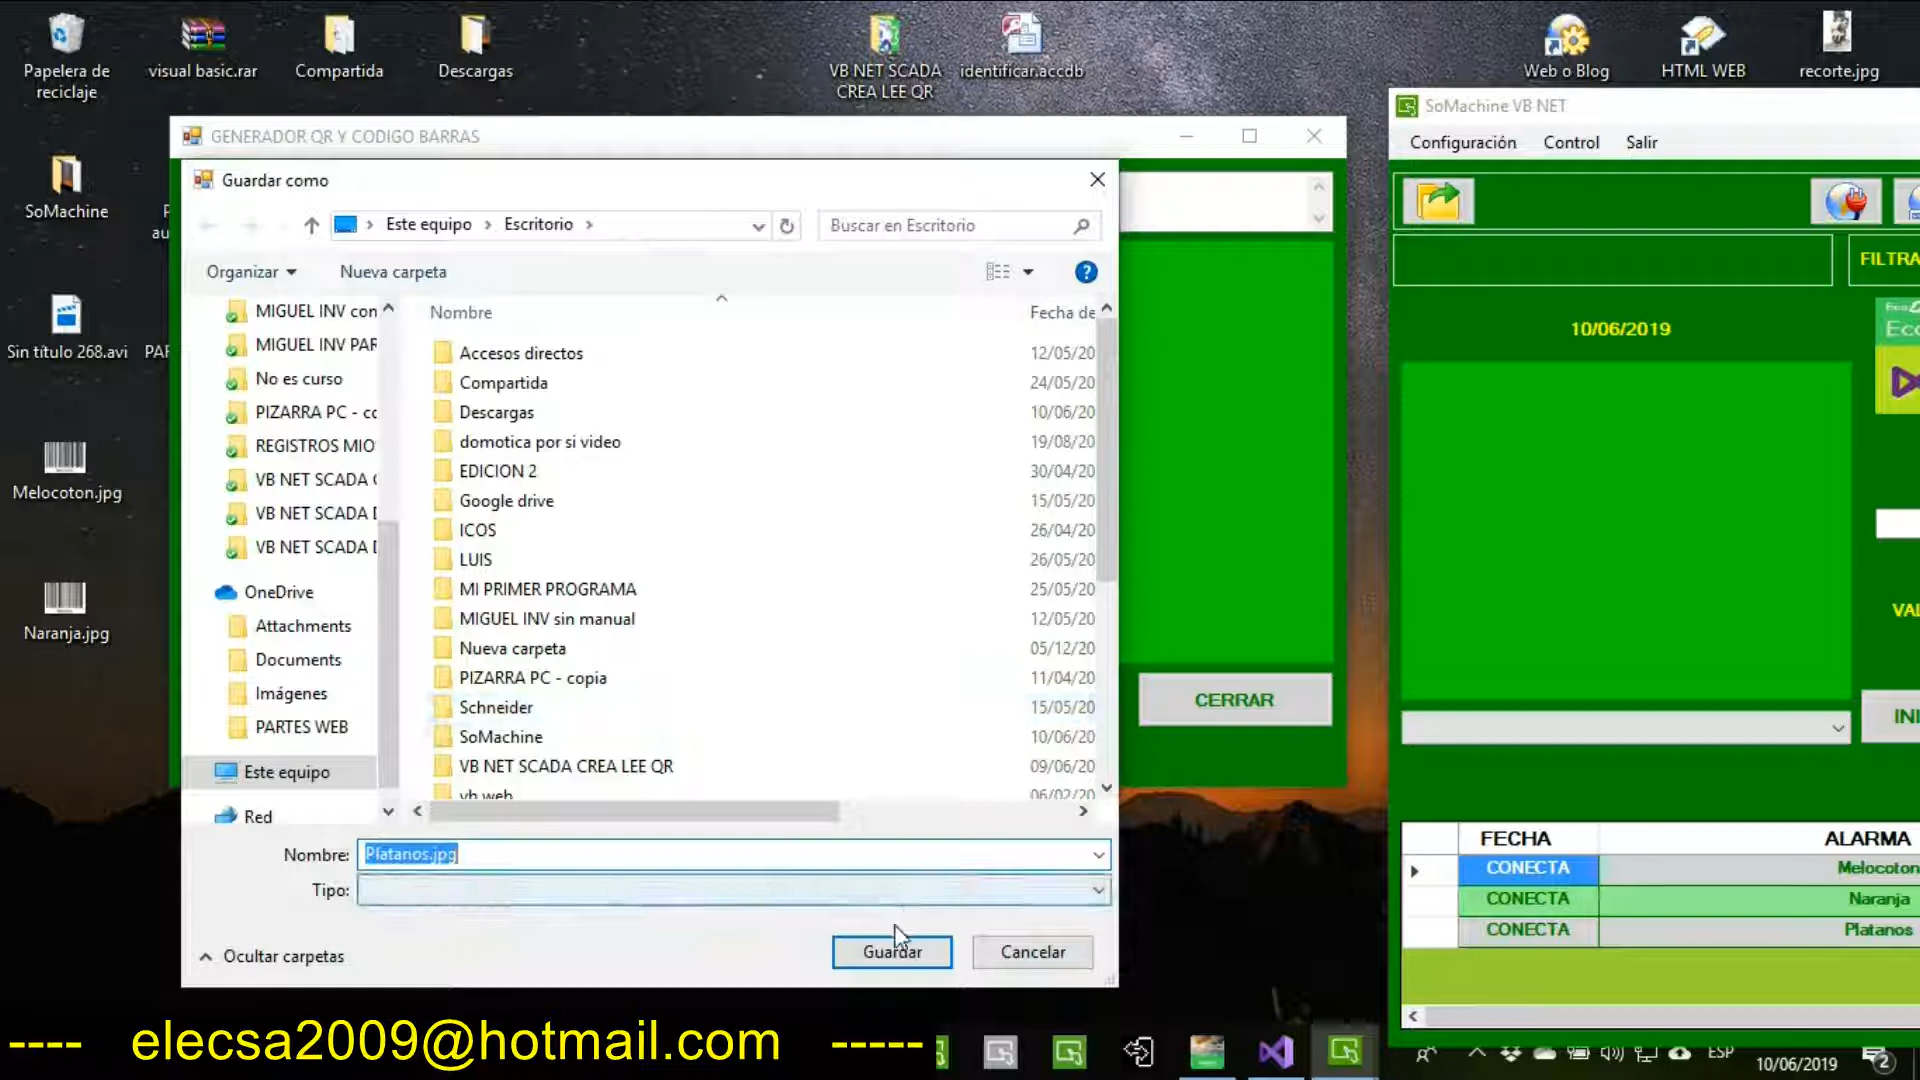 Papelera de
reciclaje
visual basic.rar
Compartida
Descargas
VB NET SCADA
CREA LEE QR
identificar.accdb
Web o Blog
HTML WEB
recorte.jpg
SoMachine
Sin título 268.avi
Melocoton.jpg
Naranja.jpg
GENERADOR QR Y CODIGO BARRAS
Guardar como
Este equipo
Escritorio
Buscar en Escritorio
Organizar
Nueva carpeta
MIGUEL INV con
MIGUEL INV PAR
No es curso
PIZARRA PC - cc
REGISTROS MIO
VB NET SCADA
VB NET SCADA
VB NET SCADA
OneDrive
Attachments
Documents
Imágenes
PARTES WEB
Este equipo
Red
Nombre
Fecha de
Accesos directos 12/05/20
Compartida 24/05/20
Descargas 10/06/20
domotica por si video 19/08/20
EDICION 2 30/04/20
Google drive 15/05/20
ICOS 26/04/20
LUIS 26/05/20
MI PRIMER PROGRAMA 25/05/20
MIGUEL INV sin manual 12/05/20
Nueva carpeta 05/12/20
PIZARRA PC - copia 11/04/20
Schneider 15/05/20
SoMachine 10/06/20
VB NET SCADA CREA LEE QR 09/06/20
vb web 06/02/20
Nombre: Platanos.jpg
Tipo:
Ocultar carpetas
Guardar
Cancelar
CERRAR
SoMachine VB NET
Configuración Control Salir
FILTRA
10/06/2019
Eco
VAL
INI
FECHA ALARMA
CONECTA Melocoton
CONECTA Naranja
CONECTA Platanos
---- elecsa2009@hotmail.com -----
ESP
10/06/2019
2